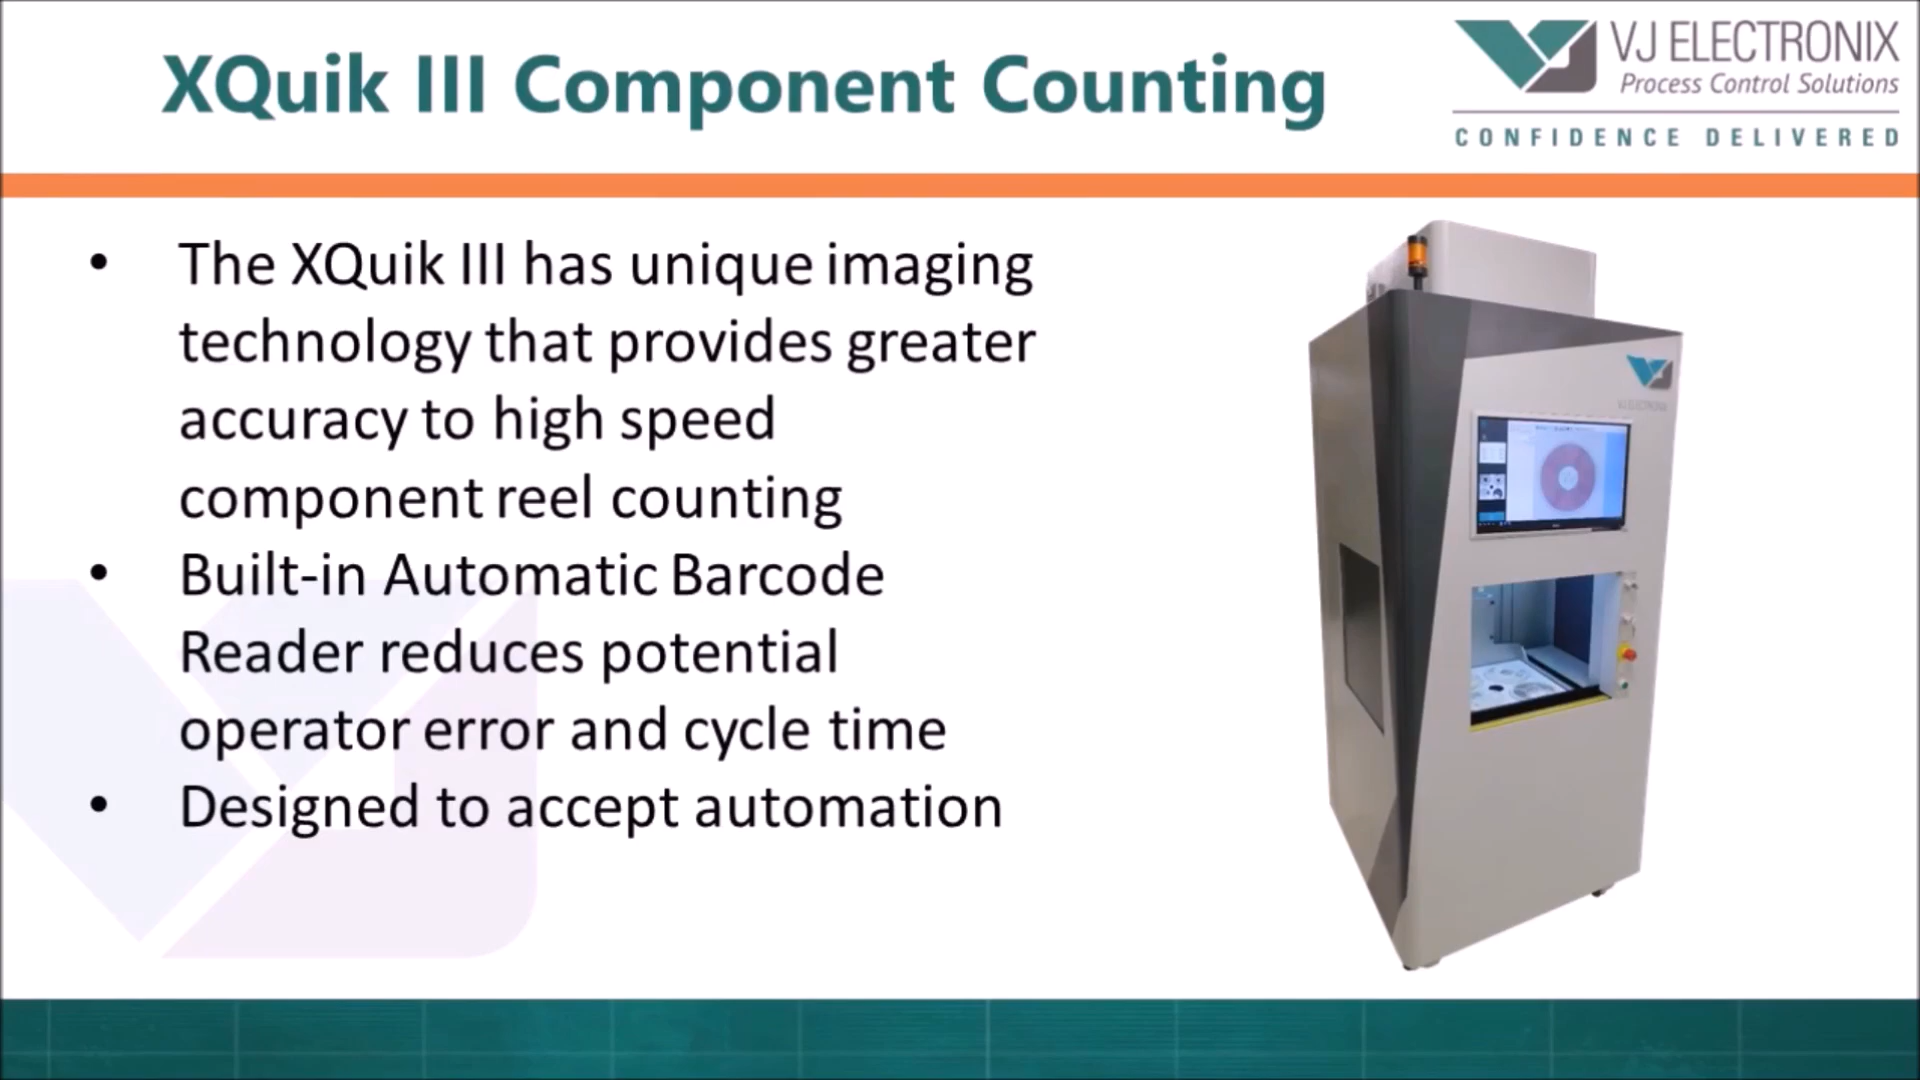 XQuik III Component Counting
VJ ELECTRONIX
Process Control Solutions
CONFIDENCE DELIVERED
• The XQuik III has unique imaging
technology that provides greater
accuracy to high speed
component reel counting
• Built-in Automatic Barcode
Reader reduces potential
operator error and cycle time
• Designed to accept automation
VJ ELECTRONIX